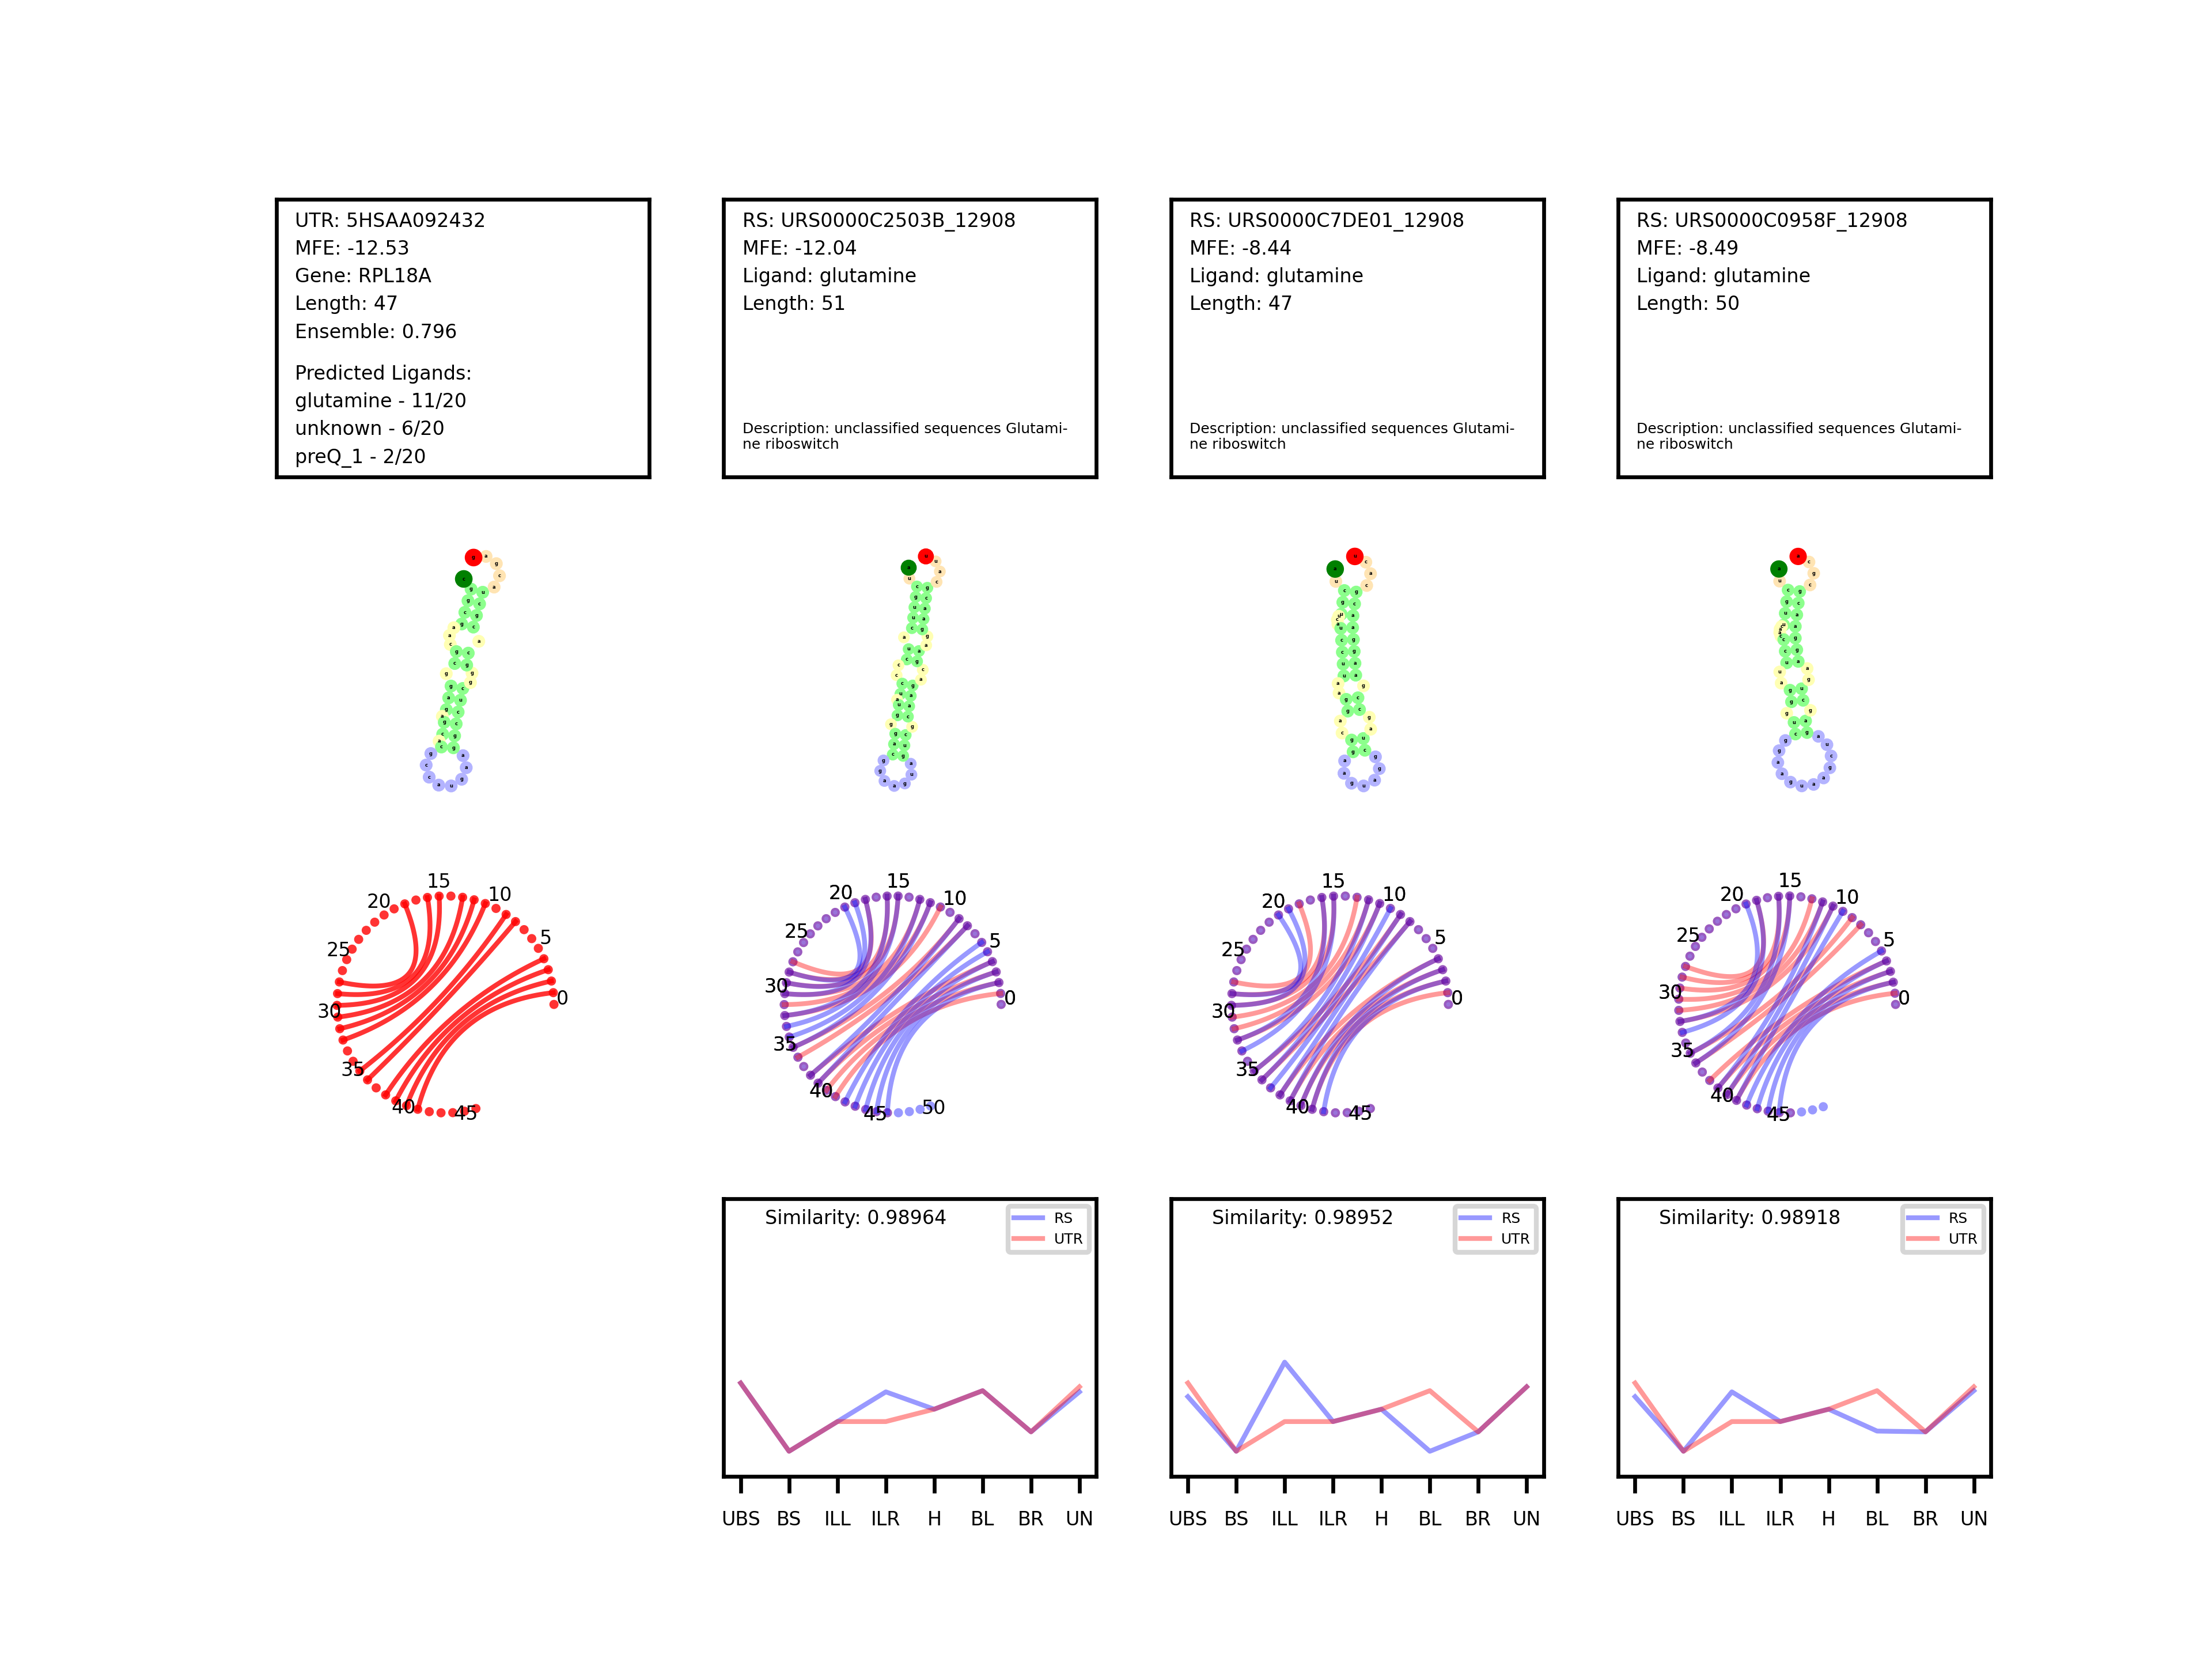 UTR: 5HSAA092432
MFE: -12.53
Gene: RPL18A
Length: 47
Ensemble: 0.796
Predicted Ligands:
glutamine - 11/20
unknown - 6/20
preQ_1 - 2/20
RS: URS0000C2503B_12908
MFE: -12.04
Ligand: glutamine
Length: 51
Description: unclassified sequences Glutami-
ne riboswitch
RS: URS0000C7DE01_12908
MFE: -8.44
Ligand: glutamine
Length: 47
Description: unclassified sequences Glutami-
ne riboswitch
RS: URS0000C0958F_12908
MFE: -8.49
Ligand: glutamine
Length: 50
Description: unclassified sequences Glutami-
ne riboswitch
0
5
10
15
20
25
30
35
40
45
0
5
10
15
20
25
30
35
40
45
50
0
5
10
15
20
25
30
35
40
45
0
5
10
15
20
25
30
35
40
45
Similarity: 0.98964
RS
UTR
UBS BS ILL ILR H BL BR UN
Similarity: 0.98952
RS
UTR
UBS BS ILL ILR H BL BR UN
Similarity: 0.98918
RS
UTR
UBS BS ILL ILR H BL BR UN